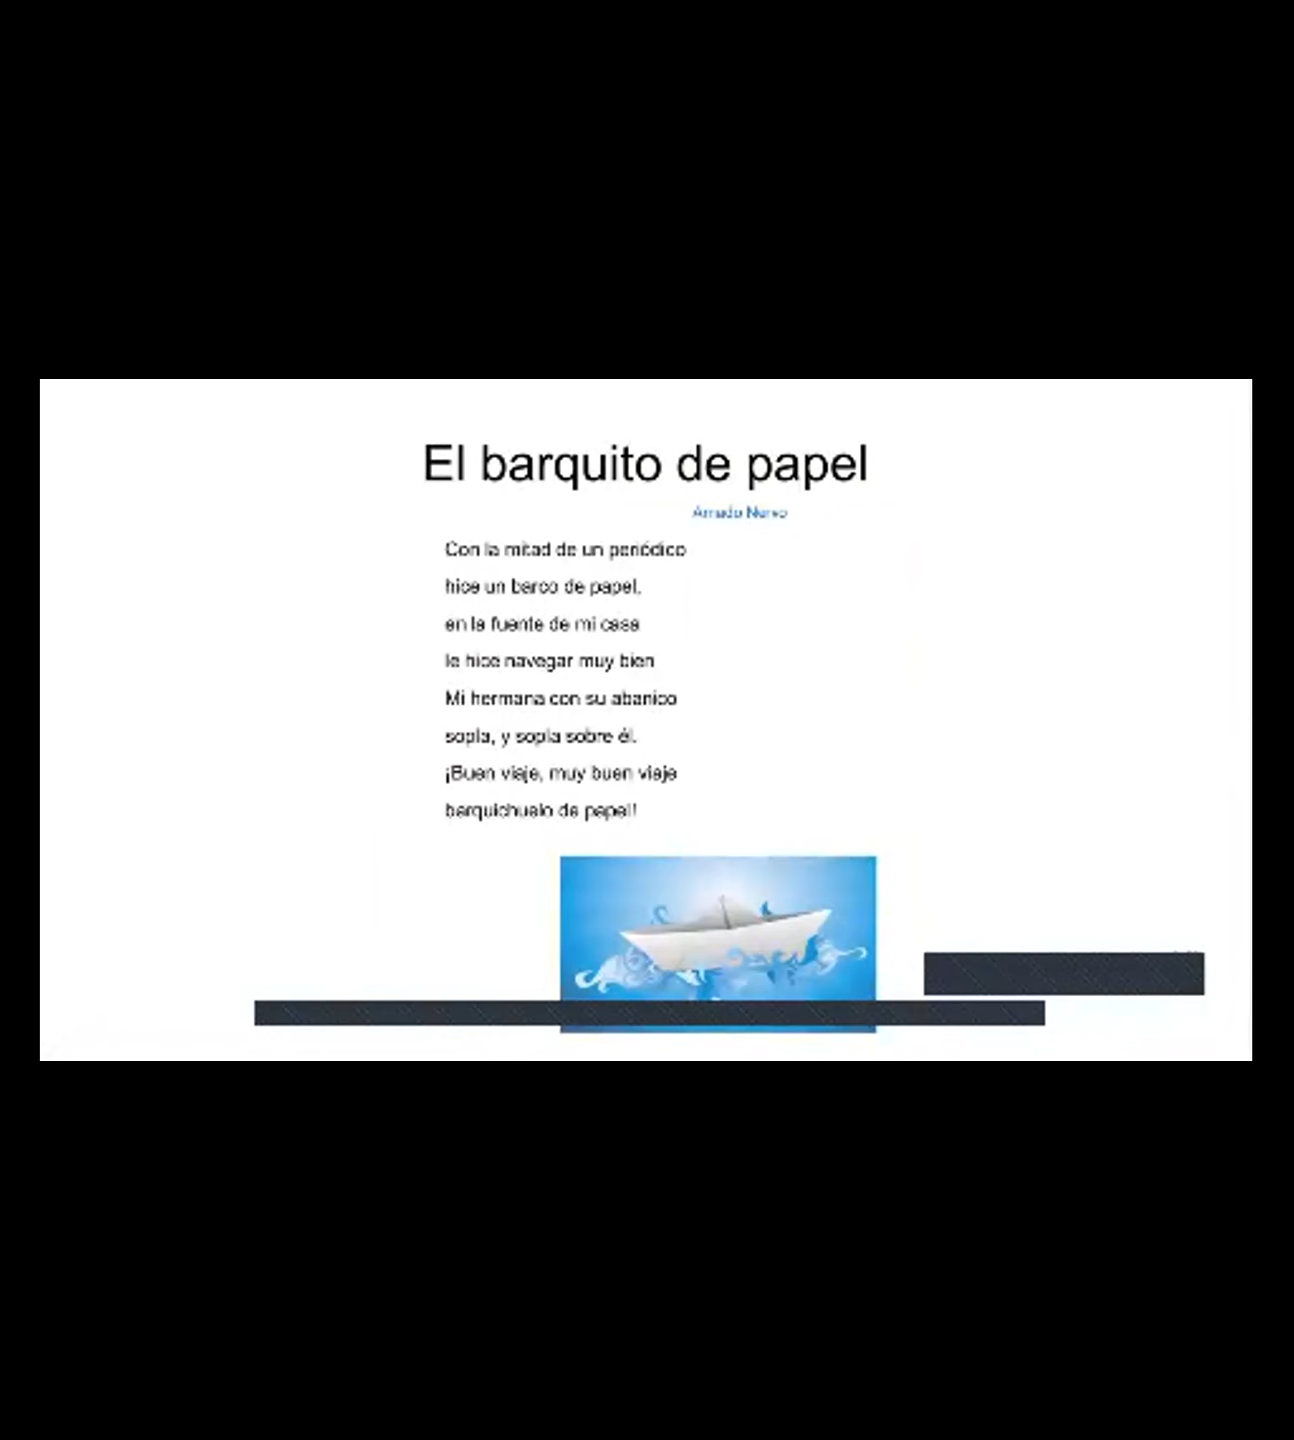 El barquito de papel
Amado Nervo
Con la mitad de un periódico
hice un barco de papel,
en la fuente de mi casa
le hice navegar muy bien
Mi hermana con su abanico
sopla, y sopla sobre él.
¡Buen viaje, muy buen viaje
barquichuelo de papel!